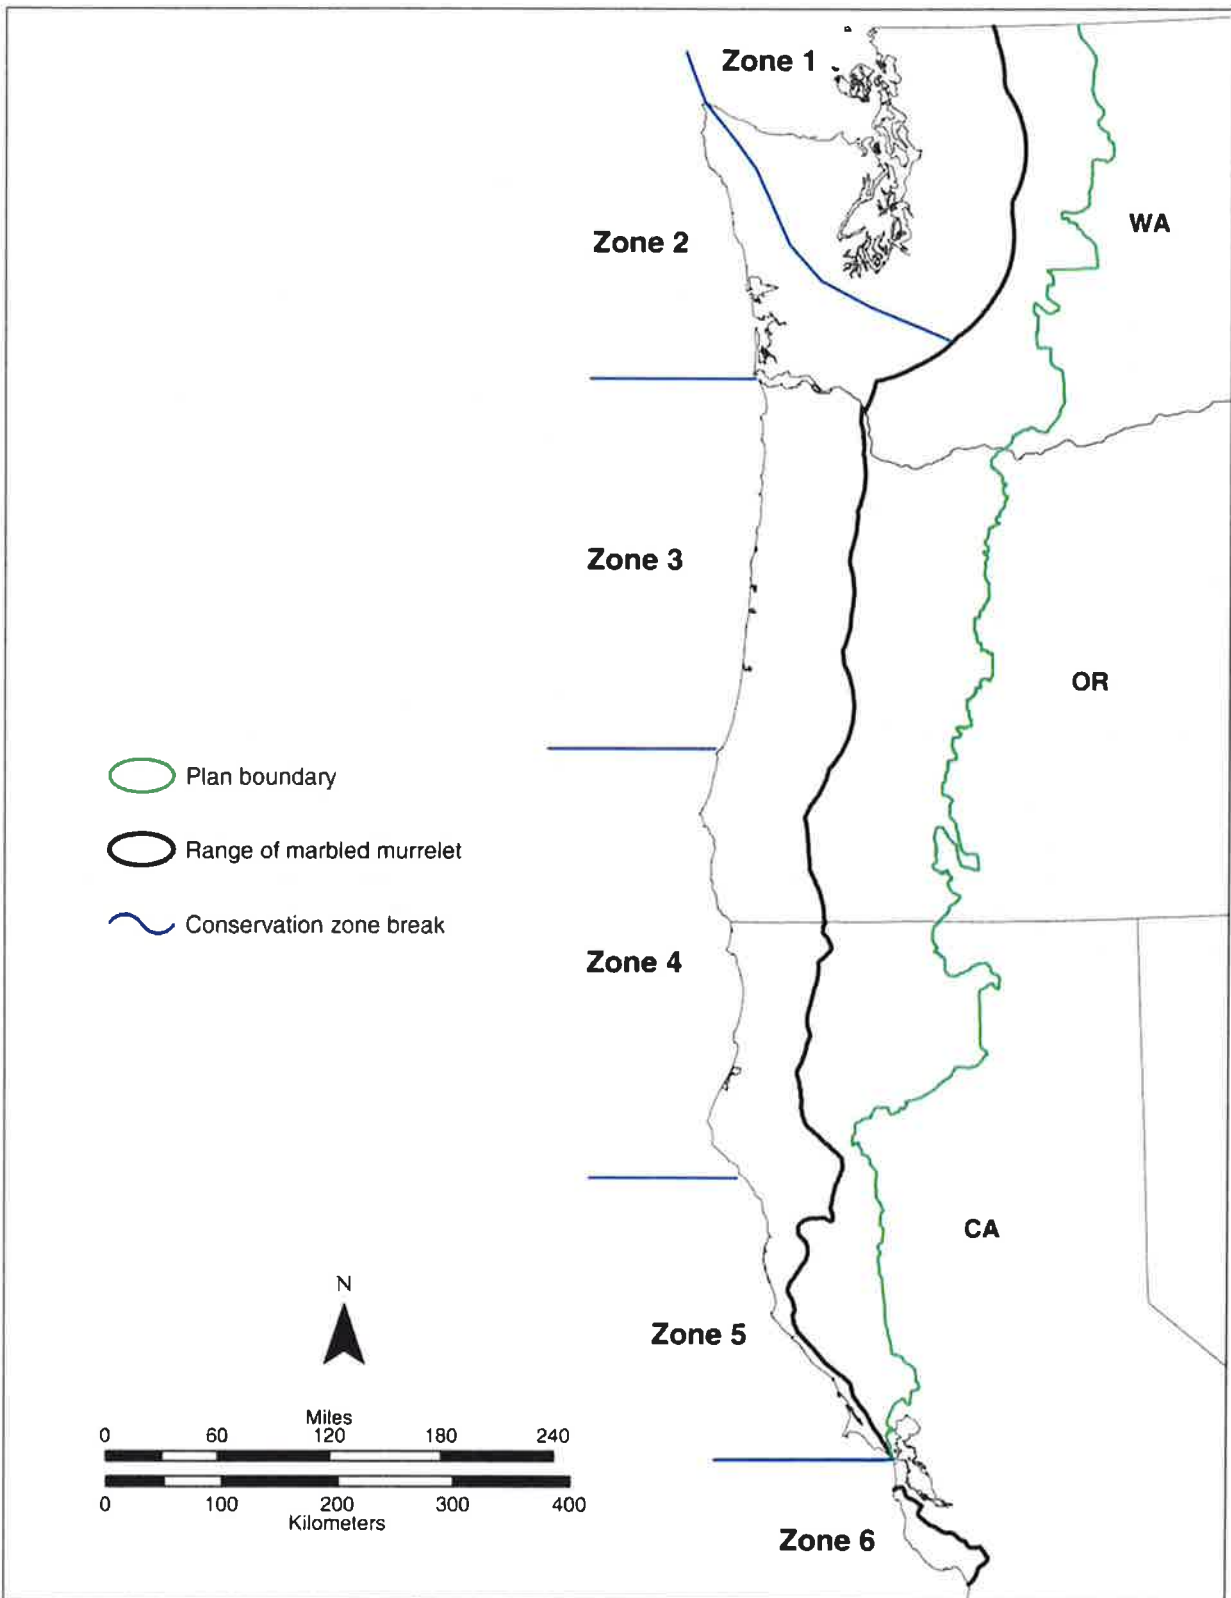 Zone 1
WA
Zone 2
Zone 3
OR
Plan boundary
Range of marbled murrelet
Conservation zone break
Zone 4
CA
N
Zone 5
Miles
0 60 120 180 240
0 100 200 300 400
Kilometers
Zone 6